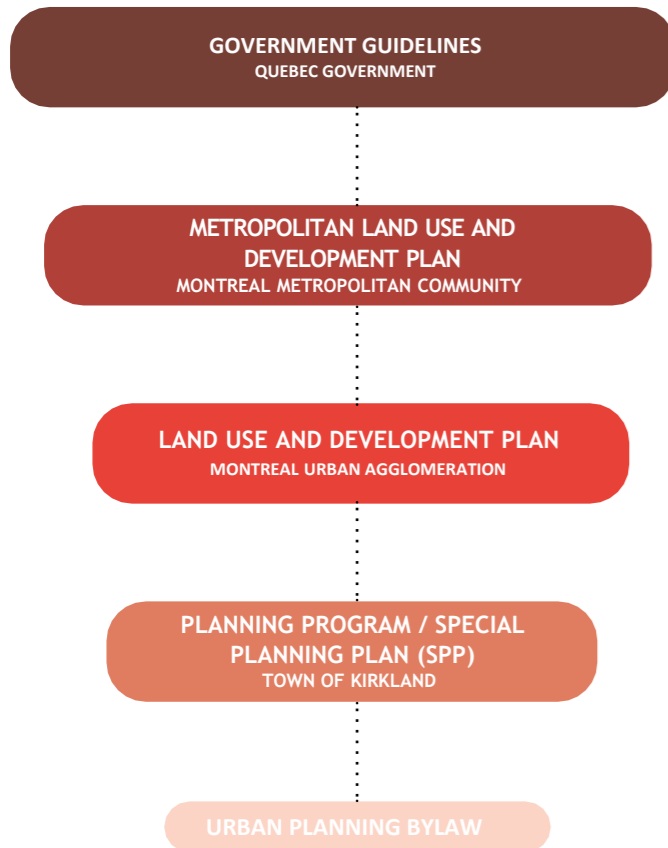 GOVERNMENT GUIDELINES
QUEBEC GOVERNMENT
METROPOLITAN LAND USE AND
DEVELOPMENT PLAN
MONTREAL METROPOLITAN COMMUNITY
LAND USE AND DEVELOPMENT PLAN
MONTREAL URBAN AGGLOMERATION
PLANNING PROGRAM / SPECIAL
PLANNING PLAN (SPP)
TOWN OF KIRKLAND
URBAN PLANNING BYLAW